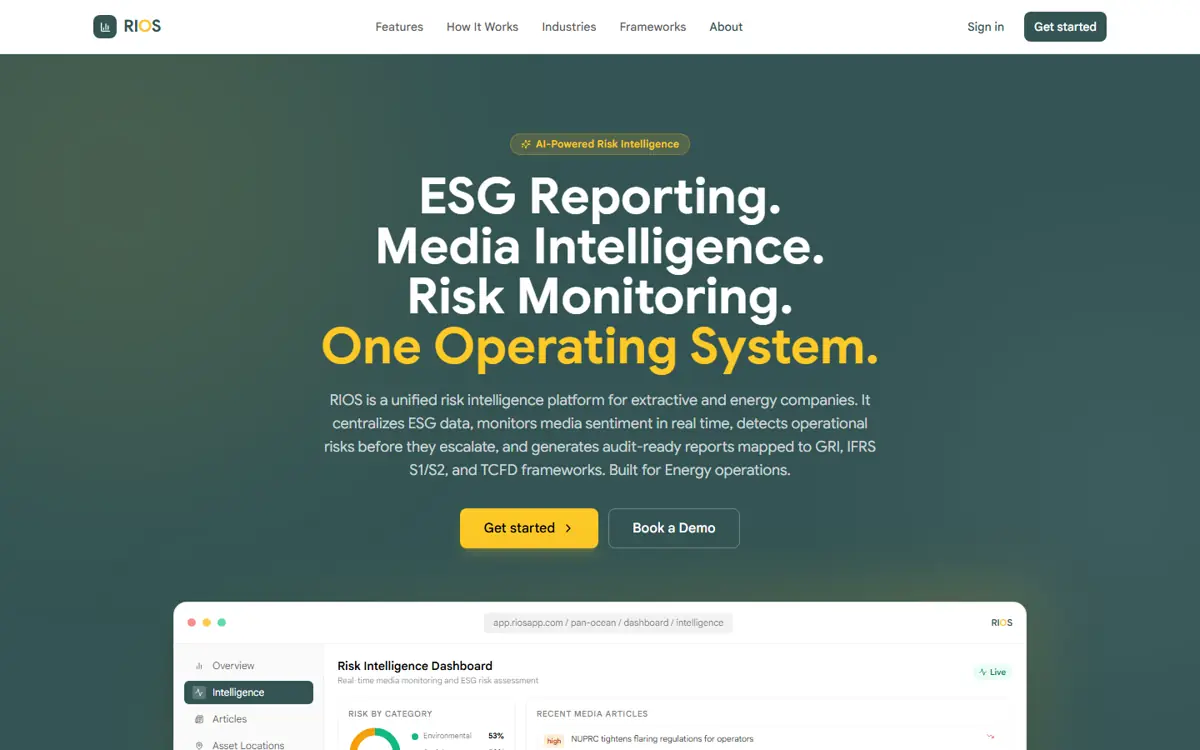 RIOS
Features
How It Works
Industries
Frameworks
About
Sign in
Get started
AI-Powered Risk Intelligence
ESG Reporting.
Media Intelligence.
Risk Monitoring.
One Operating System.
RIOS is a unified risk intelligence platform for extractive and energy companies. It
centralizes ESG data, monitors media sentiment in real time, detects operational
risks before they escalate, and generates audit-ready reports mapped to GRI, IFRS
S1/S2, and TCFD frameworks. Built for Energy operations.
Get started
Book a Demo
app.riosapp.com / pan-ocean / dashboard / intelligence
RIOS
Overview
Intelligence
Articles
Asset Locations
Risk Intelligence Dashboard
Real-time media monitoring and ESG risk assessment
Live
RISK BY CATEGORY
Environmental 53%
RECENT MEDIA ARTICLES
high NUPRC tightens flaring regulations for operators